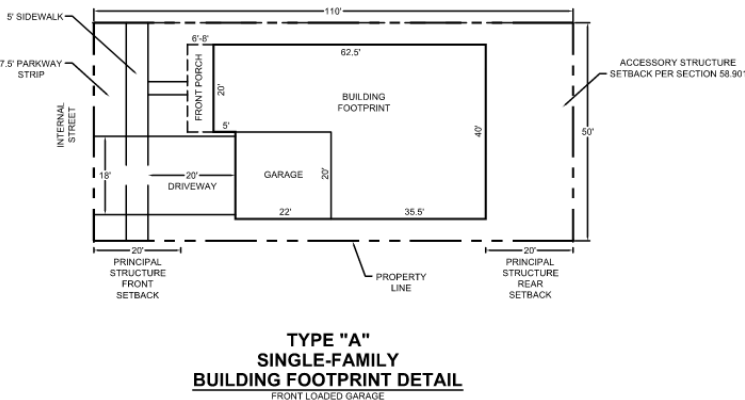 110'
5' SIDEWALK
6'-8'
62.5'
7.5' PARKWAY
STRIP
ACCESSORY STRUCTURE
SETBACK PER SECTION 58.901
FRONT PORCH
20'
BUILDING
FOOTPRINT
INTERNAL
STREET
5'
40'
50'
18'
20'
DRIVEWAY
GARAGE
20'
22'
35.5'
20'
PRINCIPAL
STRUCTURE
FRONT
SETBACK
PROPERTY
LINE
20'
PRINCIPAL
STRUCTURE
REAR
SETBACK
TYPE "A"
SINGLE-FAMILY
BUILDING FOOTPRINT DETAIL
FRONT LOADED GARAGE